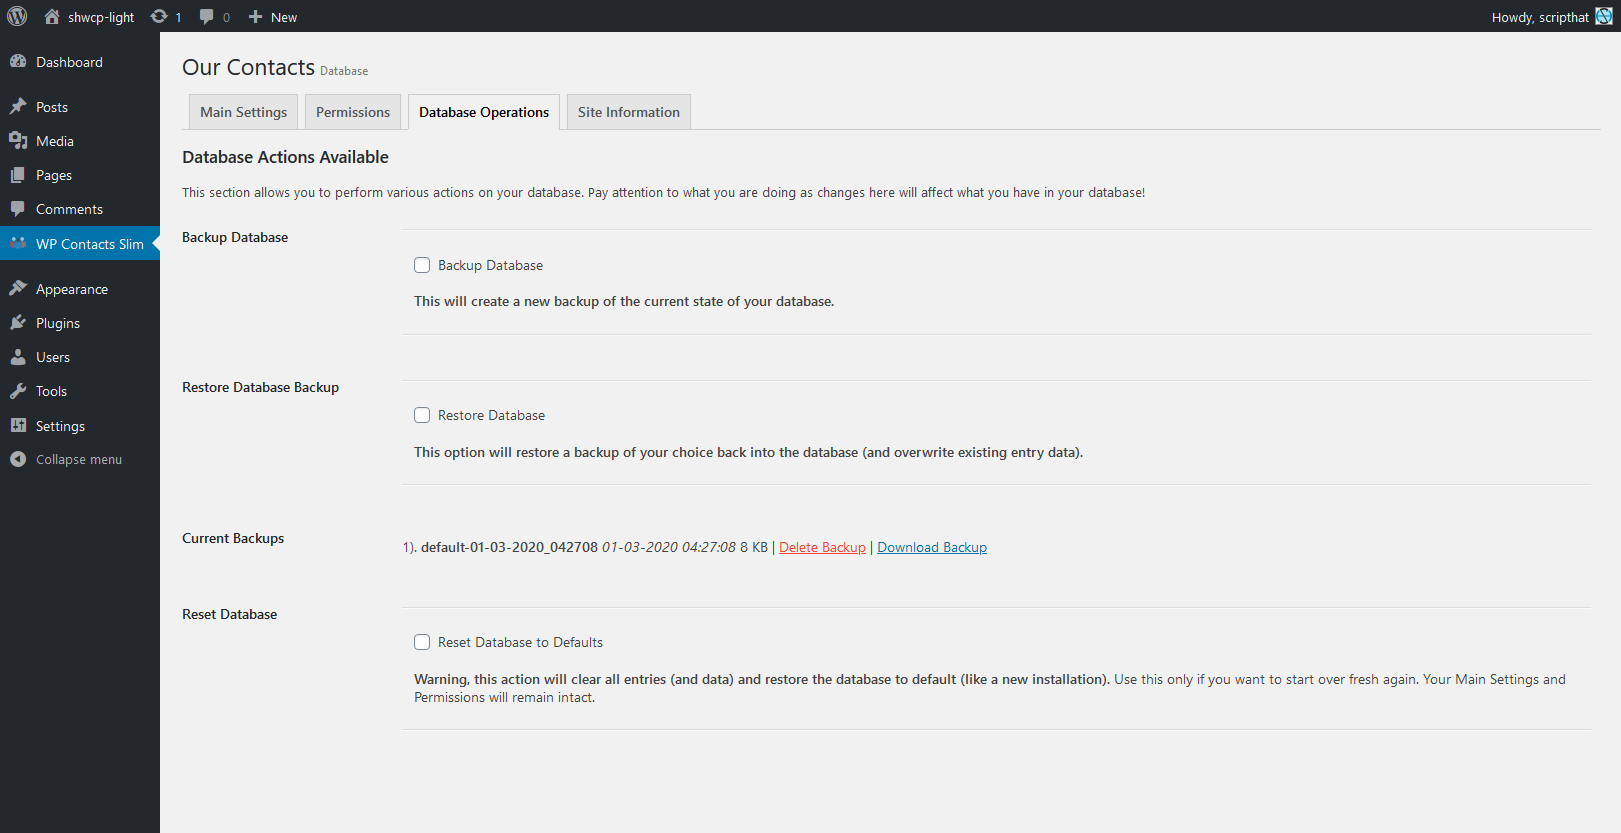 shwcp-light 1 0 New Howdy, scripthat
Dashboard
Posts
Media
Pages
Comments
WP Contacts Slim
Appearance
Plugins
Users
Tools
Settings
Collapse menu
Our Contacts Database
Main Settings Permissions Database Operations Site Information
Database Actions Available
This section allows you to perform various actions on your database. Pay attention to what you are doing as changes here will affect what you have in your database!
Backup Database
Backup Database
This will create a new backup of the current state of your database.
Restore Database Backup
Restore Database
This option will restore a backup of your choice back into the database (and overwrite existing entry data).
Current Backups
1). default-01-03-2020_042708 01-03-2020 04:27:08 8 KB | Delete Backup | Download Backup
Reset Database
Reset Database to Defaults
Warning, this action will clear all entries (and data) and restore the database to default (like a new installation). Use this only if you want to start over fresh again. Your Main Settings and
Permissions will remain intact.